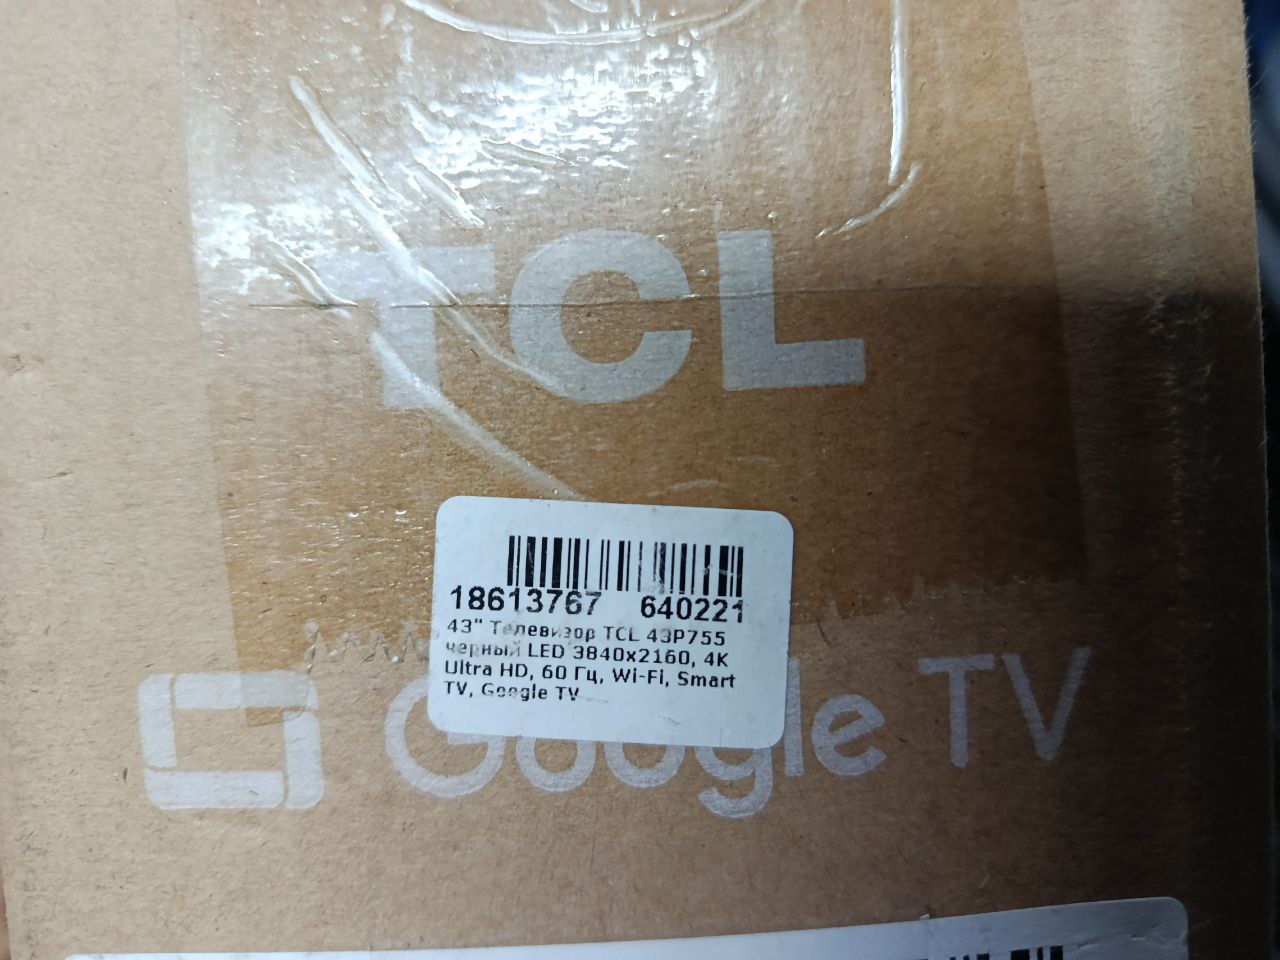 TCL
18613767 640221
43" Телевизор TCL 43P755
черный LED 3840x2160, 4K
Ultra HD, 60 Гц, Wi-Fi, Smart
TV, Google TV
Google TV